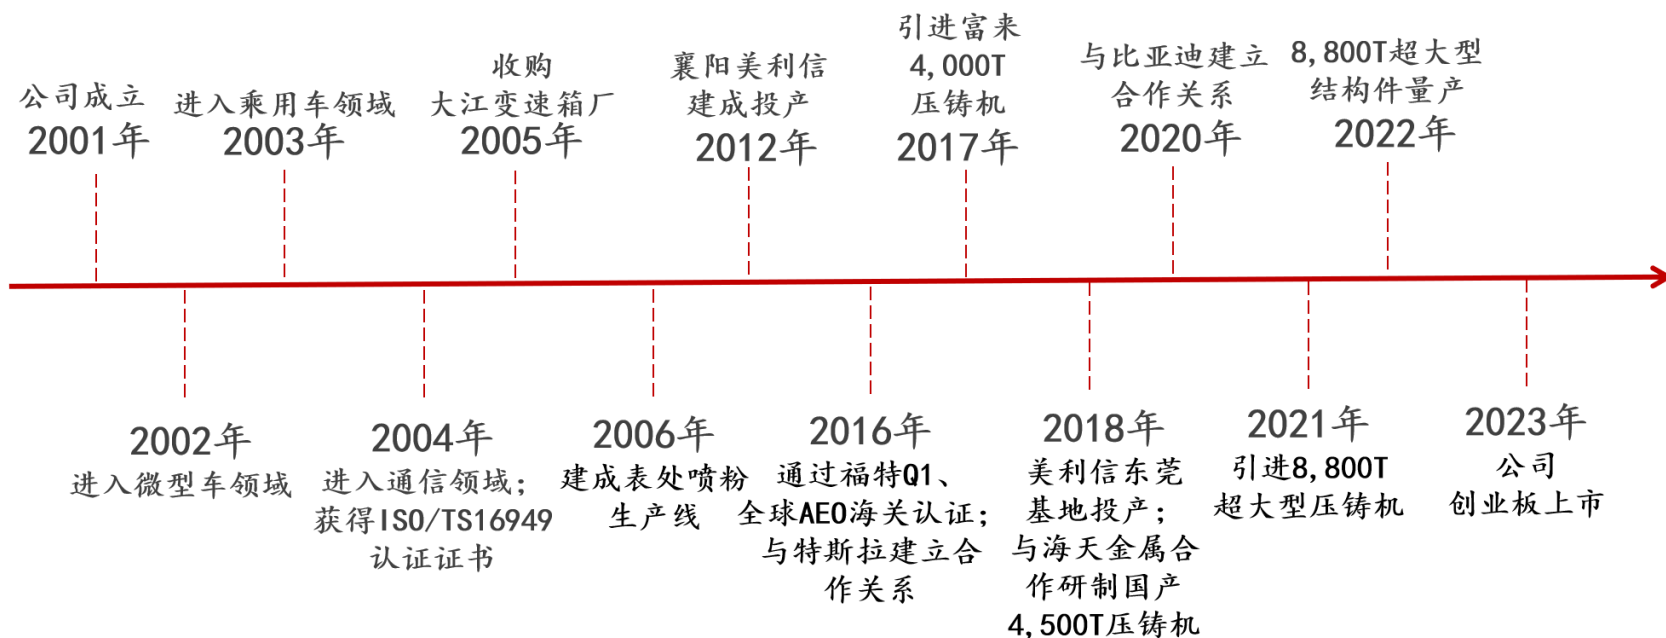 公司成立
2001年
进入乘用车领域
2003年
收购
大江变速箱厂
2005年
襄阳美利信
建成投产
2012年
引进富来
4,000T
压铸机
2017年
与比亚迪建立
合作关系
2020年
8,800T超大型
结构件量产
2022年
2002年
进入微型车领域
2004年
进入通信领域；
获得ISO/TS16949
认证证书
2006年
建成表处喷粉
生产线
2016年
通过福特Q1、
全球AEO海关认证；
与特斯拉建立合
作关系
2018年
美利信东莞
基地投产；
与海天金属合
作研制国产
4,500T压铸机
2021年
引进8,800T
超大型压铸机
2023年
公司
创业板上市